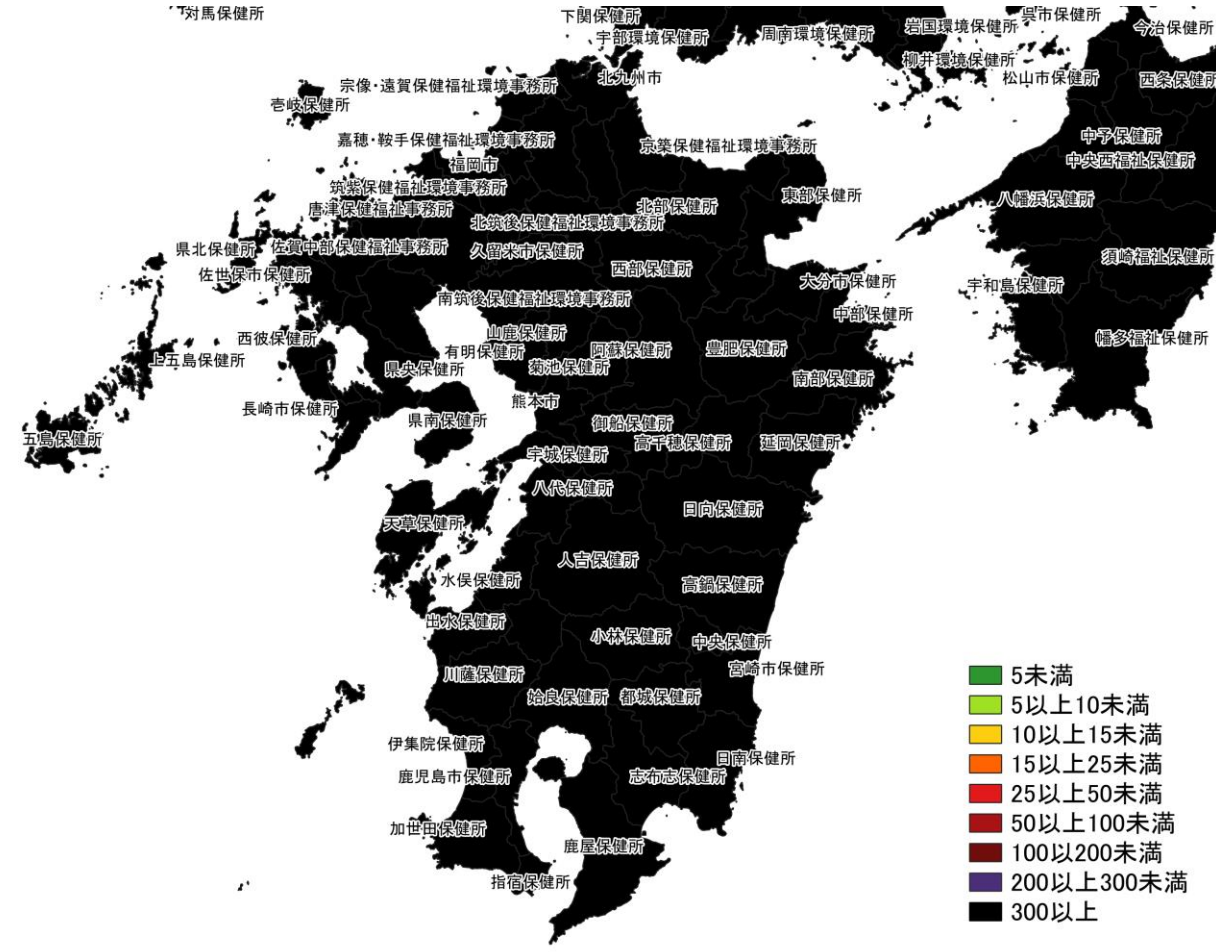 対馬保健所
下関保健所
呉市保健所
岩国環境保健所
今治保健所
宇部環境保健所
周南環境保健所
柳井環境保健所
北九州市
松山市保健所
西条保健所
宗像・遠賀保健福祉環境事務所
壱岐保健所
嘉穂・鞍手保健福祉環境事務所
京築保健福祉環境事務所
中予保健所
福岡市
中央西福祉保健所
筑紫保健福祉環境事務所
東部保健所
八幡浜保健所
唐津保健福祉事務所
北部保健所
北筑後保健福祉環境事務所
県北保健所
佐賀中部保健福祉事務所
久留米市保健所
須崎福祉保健所
佐世保市保健所
西部保健所
大分市保健所
宇和島保健所
南筑後保健福祉環境事務所
中部保健所
西彼保健所
山鹿保健所
幡多福祉保健所
上五島保健所
有明保健所
阿蘇保健所
豊肥保健所
県央保健所
菊池保健所
南部保健所
長崎市保健所
熊本市
県南保健所
御船保健所
五島保健所
高千穂保健所
延岡保健所
宇城保健所
八代保健所
天草保健所
日向保健所
人吉保健所
水俣保健所
高鍋保健所
出水保健所
小林保健所
中央保健所
川薩保健所
宮崎市保健所
姶良保健所
都城保健所
伊集院保健所
日南保健所
鹿児島市保健所
志布志保健所
加世田保健所
鹿屋保健所
指宿保健所
5未満
5以上10未満
10以上15未満
15以上25未満
25以上50未満
50以上100未満
100以200未満
200以上300未満
300以上